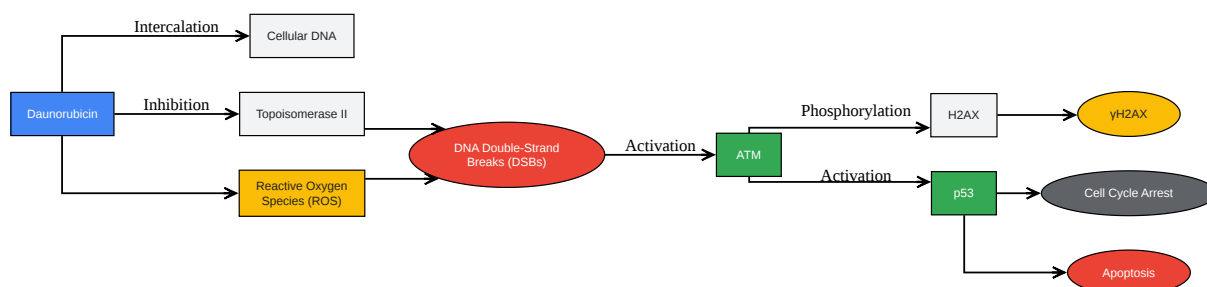 Intercalation
Cellular DNA
Daunorubicin
Inhibition
Topoisomerase II
Reactive Oxygen
Species (ROS)
DNA Double-Strand
Breaks (DSBs)
Activation
ATM
Phosphorylation
H2AX
γH2AX
Activation
p53
Cell Cycle Arrest
Apoptosis